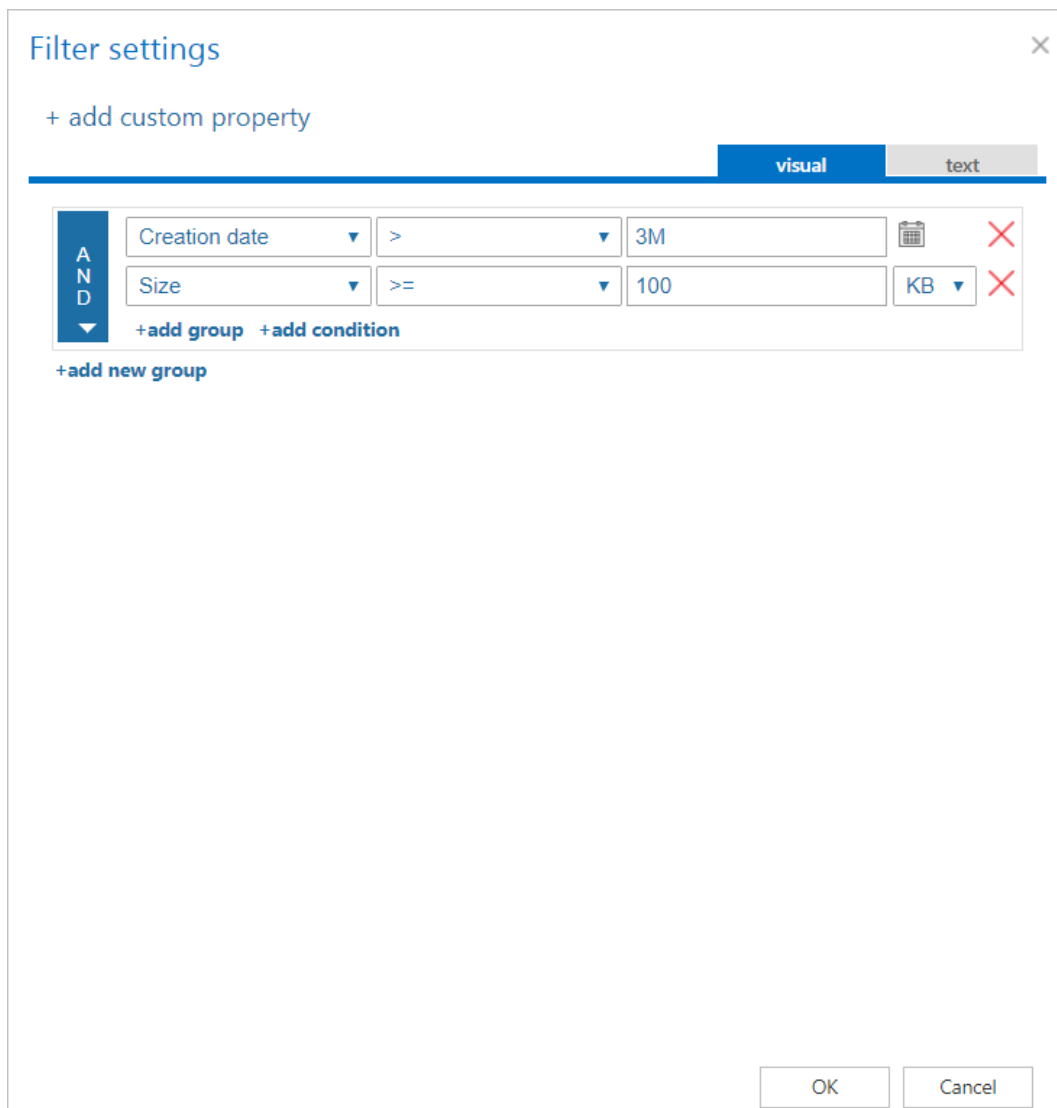 Filter settings
+ add custom property
visual text
AND
Creation date > 3M
Size >= 100 KB
+add group +add condition
+add new group
OK Cancel